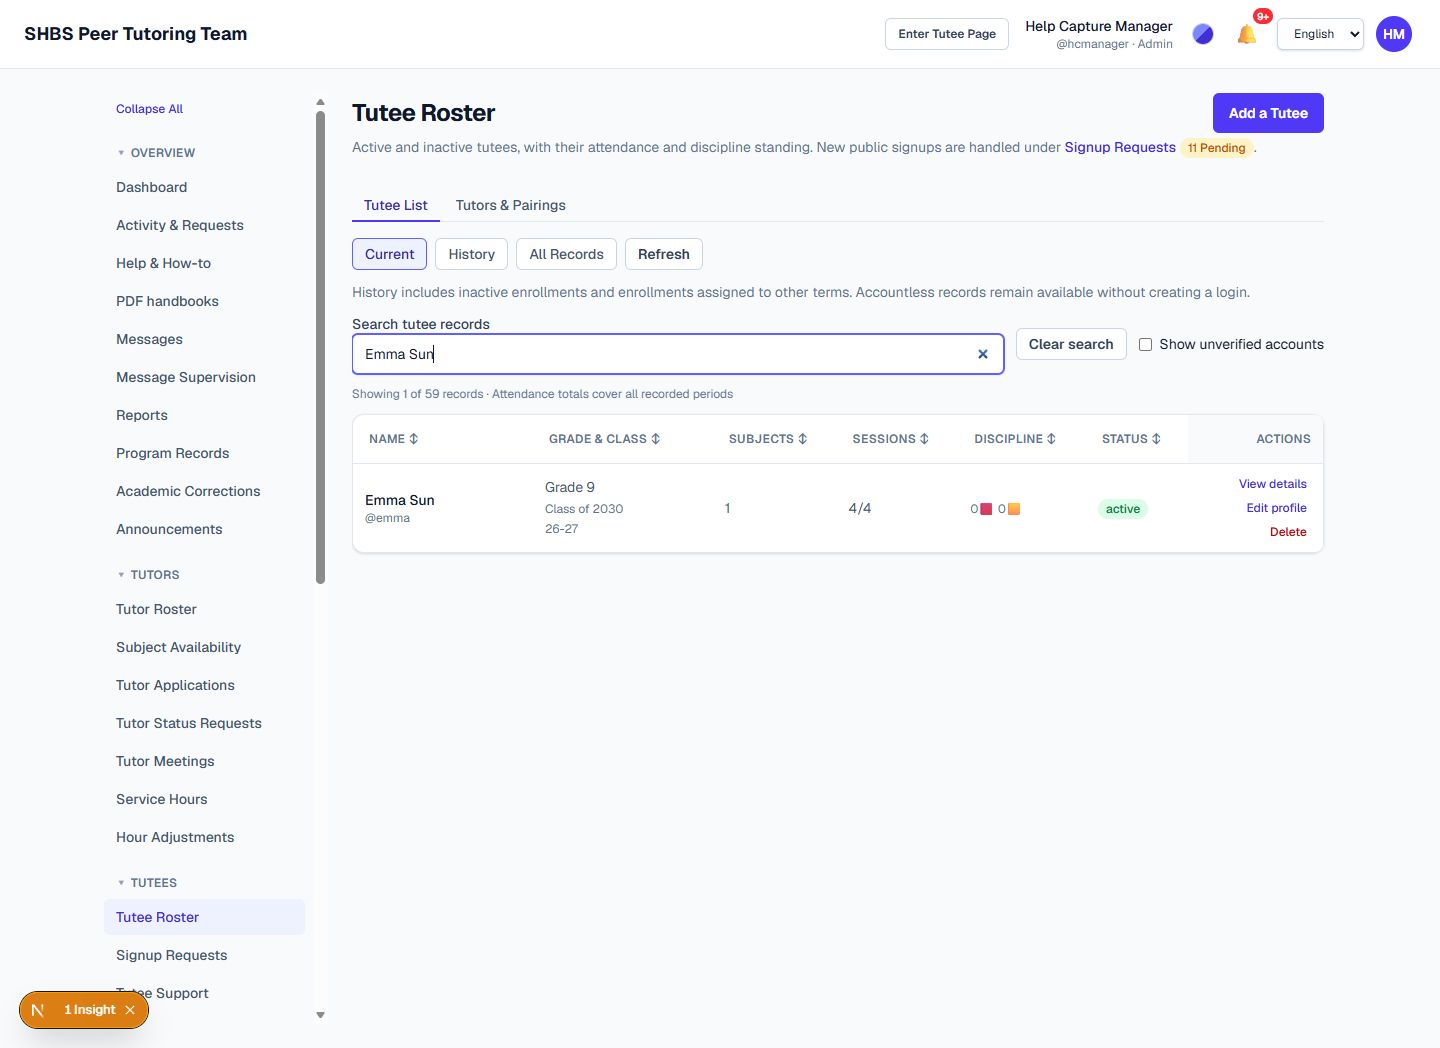 SHBS Peer Tutoring Team
Enter Tutee Page
Help Capture Manager
@hcmanager · Admin
9+
English
HM
Collapse All
OVERVIEW
Dashboard
Activity & Requests
Help & How-to
PDF handbooks
Messages
Message Supervision
Reports
Program Records
Academic Corrections
Announcements
TUTORS
Tutor Roster
Subject Availability
Tutor Applications
Tutor Status Requests
Tutor Meetings
Service Hours
Hour Adjustments
TUTEES
Tutee Roster
Signup Requests
Tutee Support
1 Insight
Tutee Roster
Add a Tutee
Active and inactive tutees, with their attendance and discipline standing. New public signups are handled under Signup Requests 11 Pending .
Tutee List Tutors & Pairings
Current History All Records Refresh
History includes inactive enrollments and enrollments assigned to other terms. Accountless records remain available without creating a login.
Search tutee records
Emma Sun
Clear search
Show unverified accounts
Showing 1 of 59 records · Attendance totals cover all recorded periods
NAME GRADE & CLASS SUBJECTS SESSIONS DISCIPLINE STATUS ACTIONS
Emma Sun
@emma
Grade 9
Class of 2030
26-27
1
4/4
0 0
active
View details
Edit profile
Delete